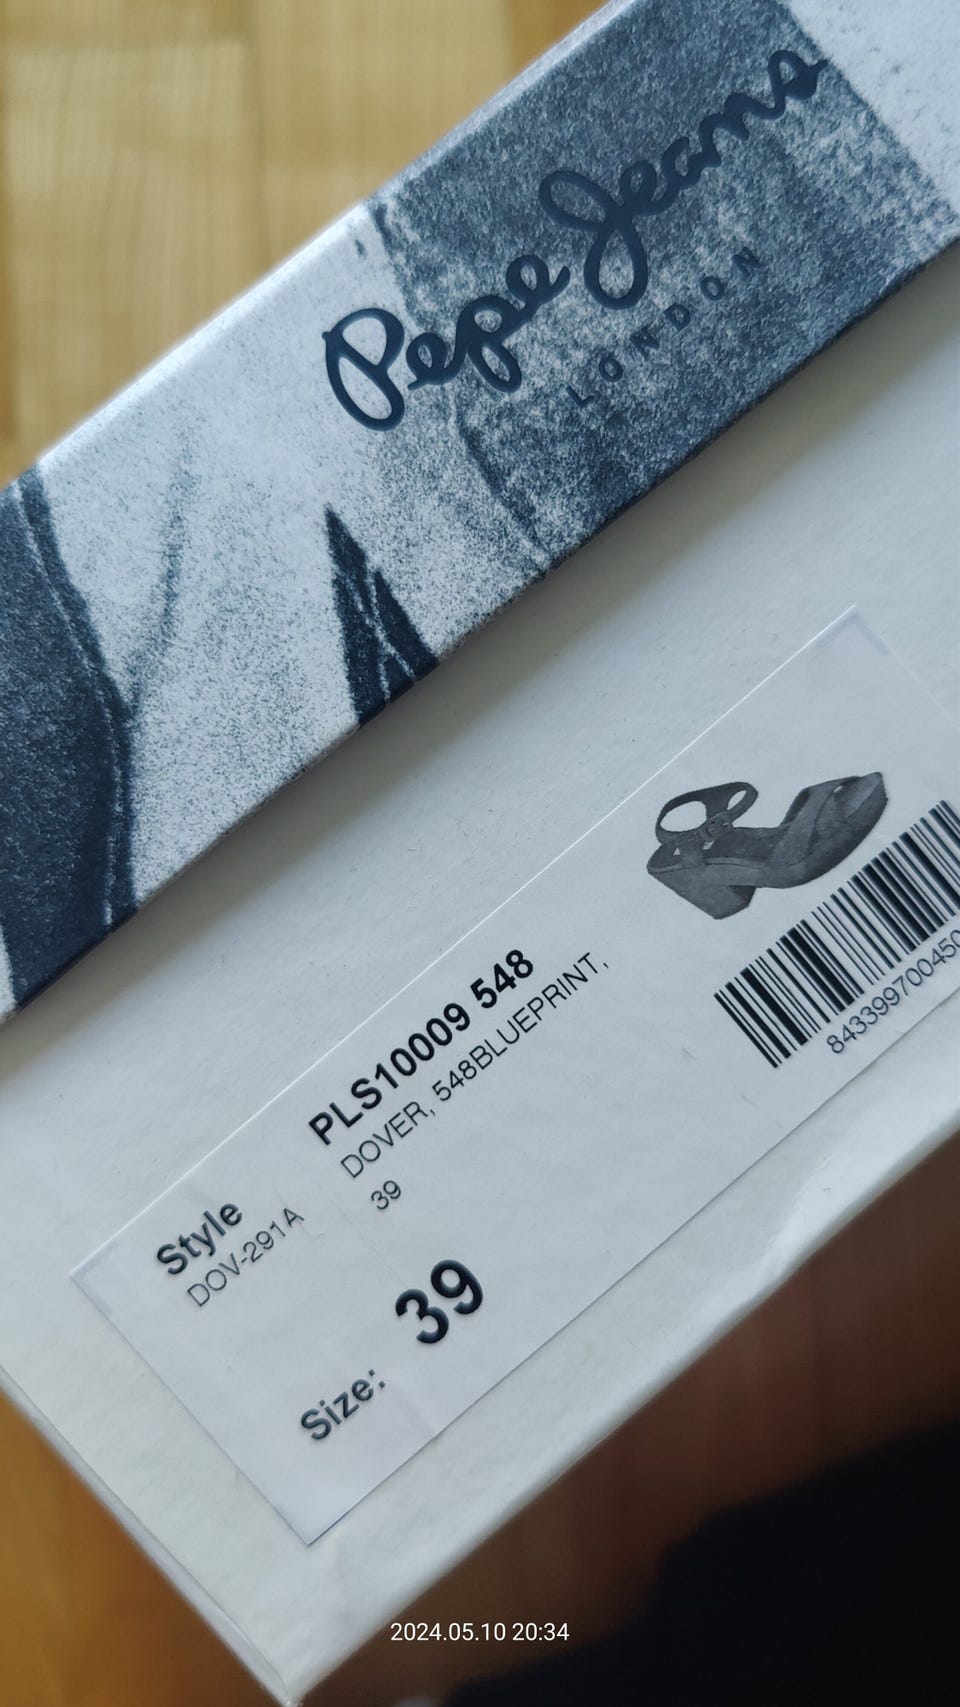 Pepe Jeans
LONDON
Style
PLS10009 548
DOV-291A
DOVER, 548BLUEPRINT,
39
Size:
39
843399700450
2024.05.10 20:34